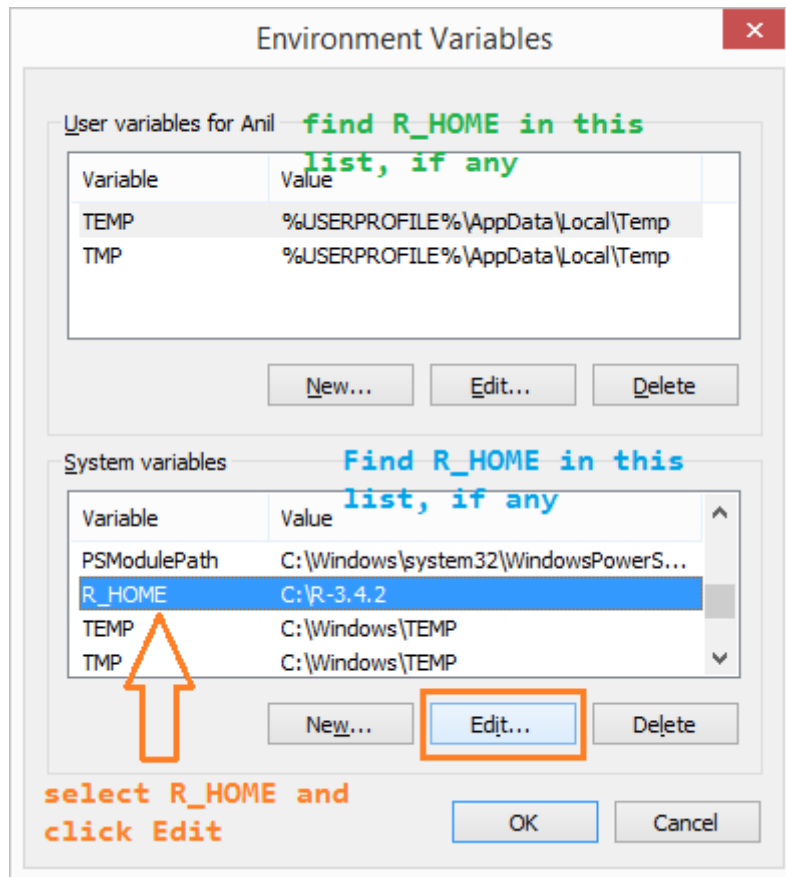 Environment Variables
User variables for Anil find R_HOME in this
list, if any
Variable Value
TEMP %USERPROFILE%\AppData\Local\Temp
TMP %USERPROFILE%\AppData\Local\Temp
New... Edit... Delete
System variables Find R_HOME in this
list, if any
Variable Value
PSModulePath C:\Windows\system32\WindowsPowerS...
R_HOME C:\R-3.4.2
TEMP C:\Windows\TEMP
TMP C:\Windows\TEMP
New... Edit... Delete
select R_HOME and
click Edit
OK Cancel